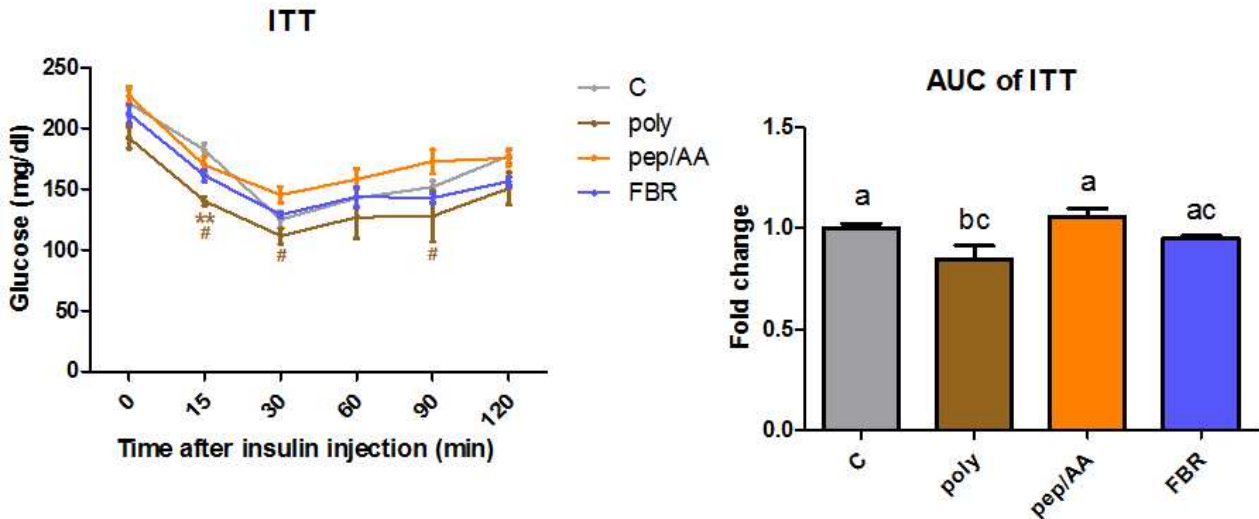 ITT
250
200
150
100
50
0
Glucose (mg/dl)
**
#
#
#
0 15 30 60 90 120
Time after insulin injection (min)
C
poly
pep/AA
FBR
AUC of ITT
1.5
1.0
0.5
0.0
Fold change
a bc a ac
C poly pep/AA FBR